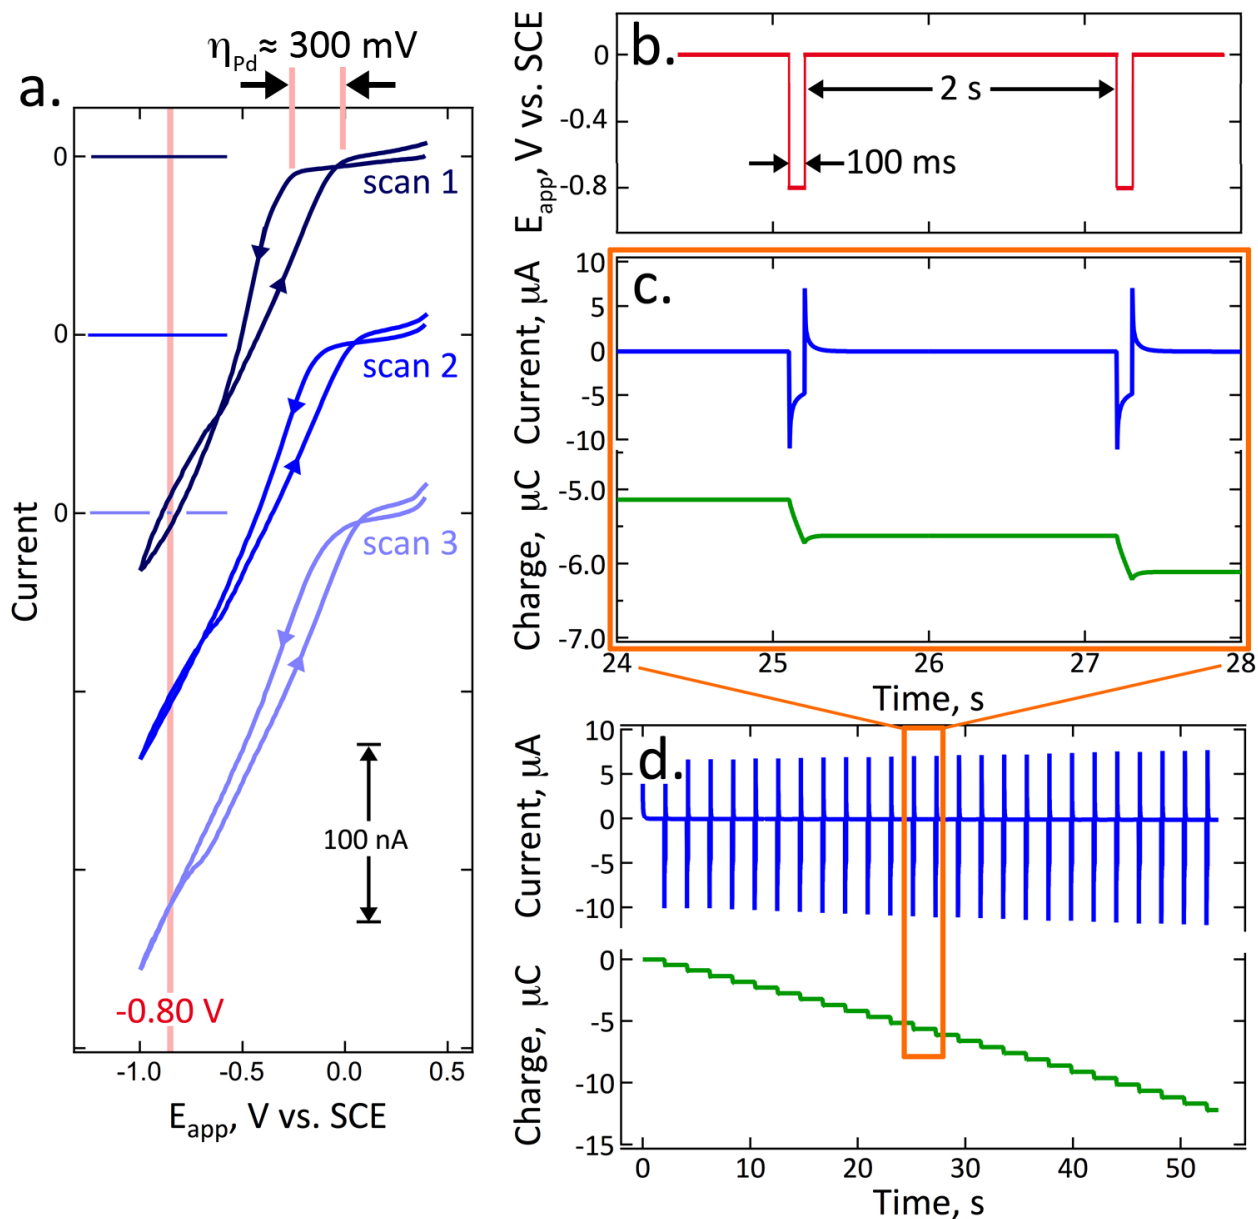 ηPd ≈ 300 mV
a.
0
scan 1
0
scan 2
0
scan 3
Current
100 nA
-0.80 V
-1.0 -0.5 0.0 0.5
Eapp, V vs. SCE
b.
Eapp, V vs. SCE
0
-0.4
-0.8
2 s
100 ms
c.
Current, µA
10
5
0
-5
-10
Charge, µC
-5.0
-6.0
-7.0
24 25 26 27 28
Time, s
d.
Current, µA
10
5
0
-5
-10
Charge, µC
0
-5
-10
-15
0 10 20 30 40 50
Time, s